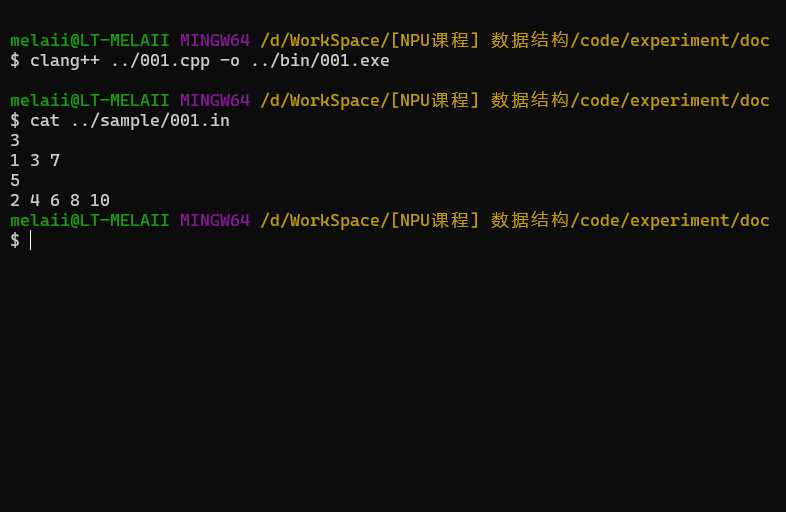 melaii@LT-MELAII MINGW64 /d/WorkSpace/[NPU课程] 数据结构/code/experiment/doc
$ clang++ ../001.cpp -o ../bin/001.exe
melaii@LT-MELAII MINGW64 /d/WorkSpace/[NPU课程] 数据结构/code/experiment/doc
$ cat ../sample/001.in
3
1 3 7
5
2 4 6 8 10
melaii@LT-MELAII MINGW64 /d/WorkSpace/[NPU课程] 数据结构/code/experiment/doc
$